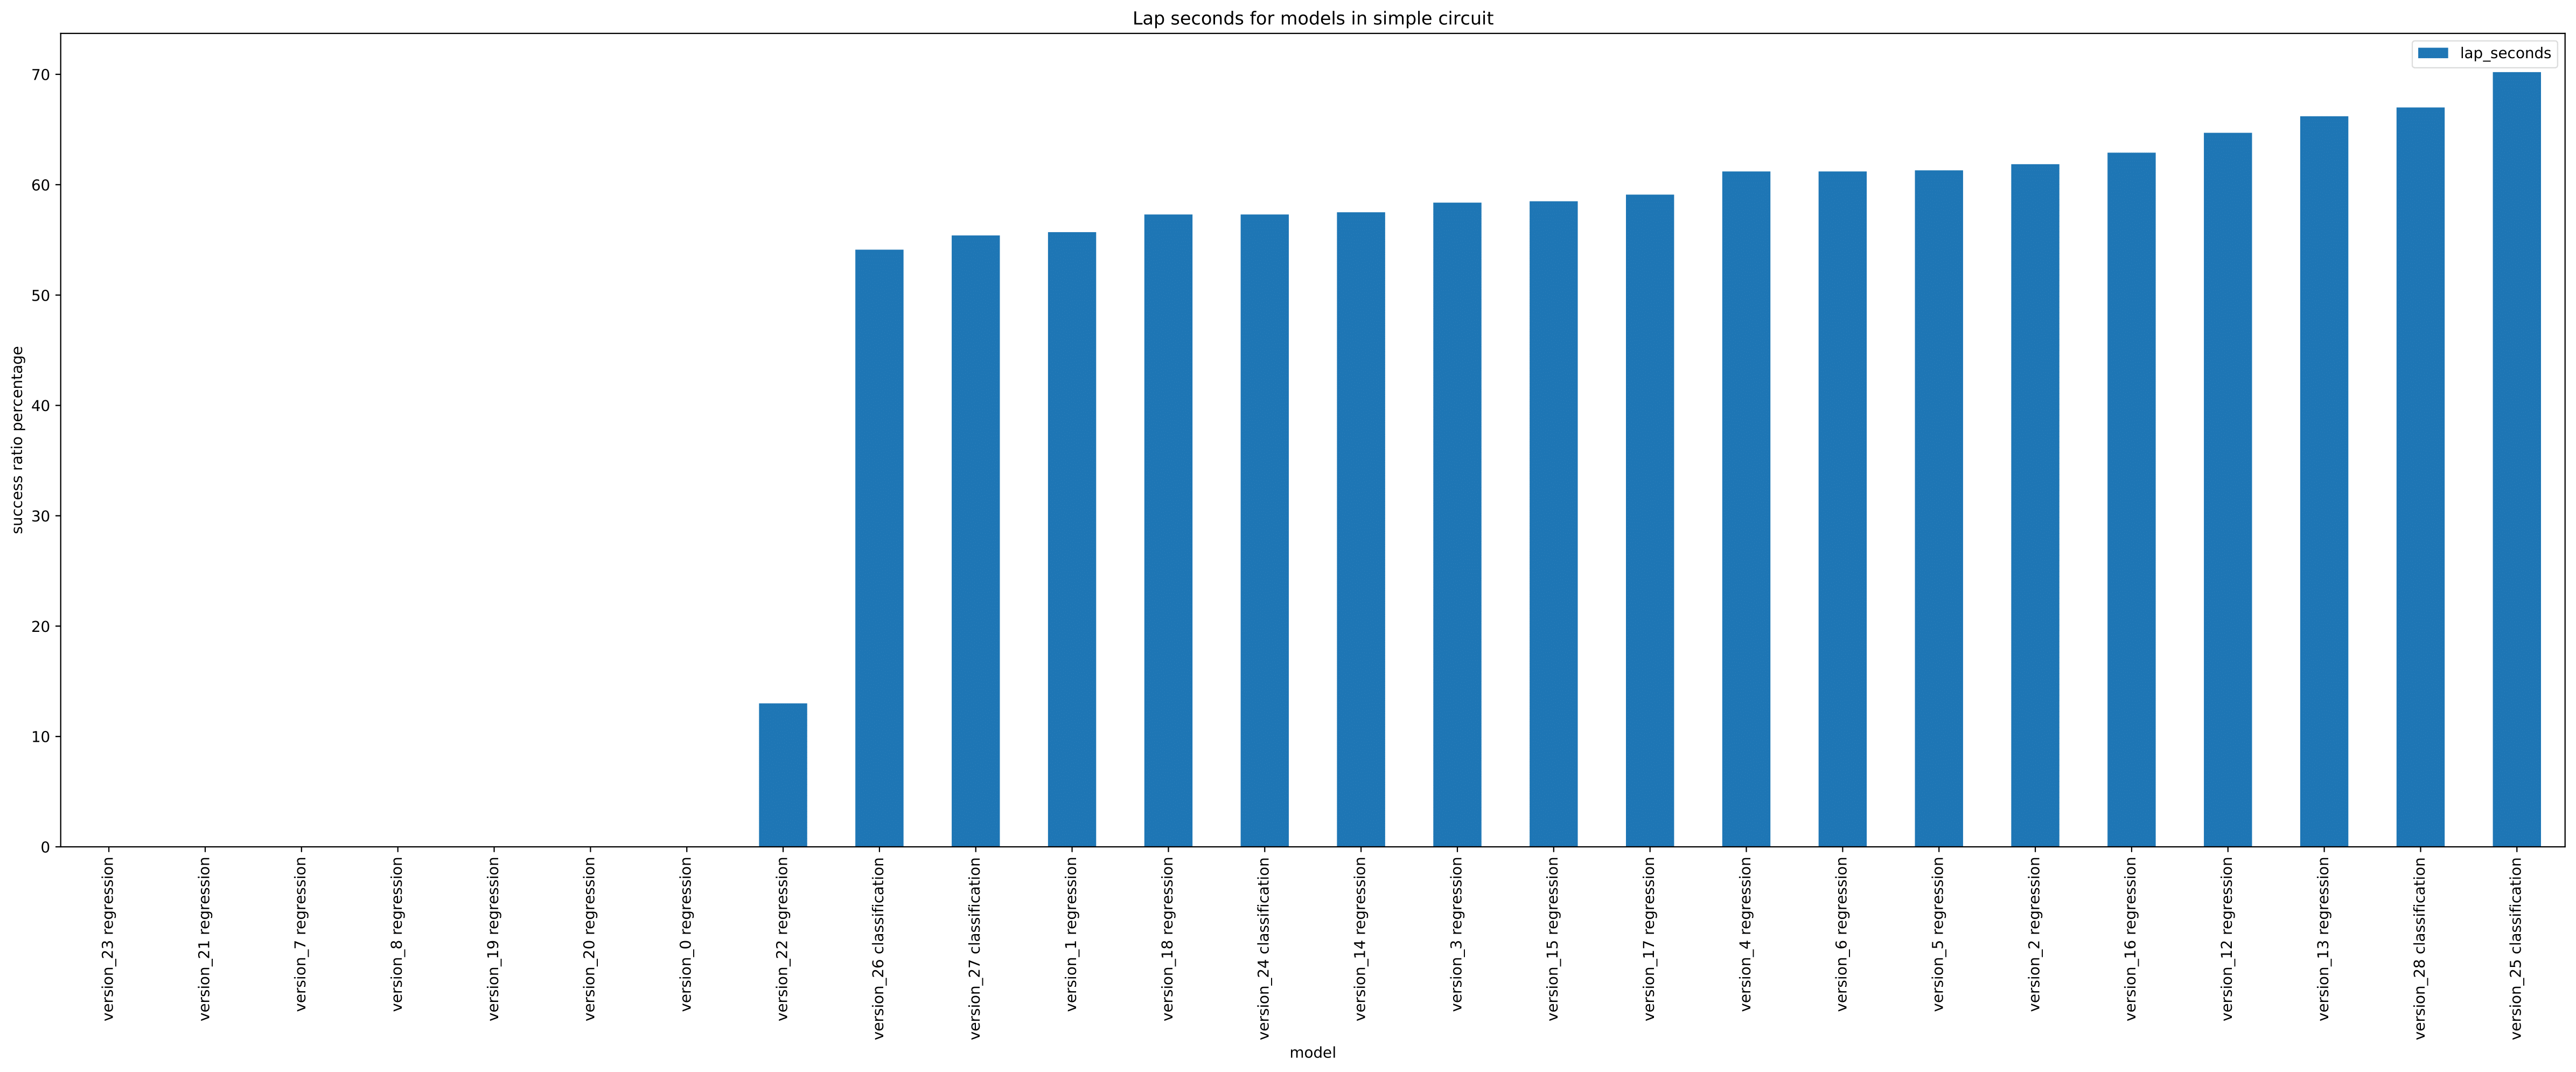 Lap seconds for models in simple circuit
lap_seconds
success ratio percentage
70
60
50
40
30
20
10
0
version_23 regression
version_21 regression
version_7 regression
version_8 regression
version_19 regression
version_20 regression
version_0 regression
version_22 regression
version_26 classification
version_27 classification
version_1 regression
version_18 regression
version_24 classification
version_14 regression
version_3 regression
version_15 regression
version_17 regression
version_4 regression
version_6 regression
version_5 regression
version_2 regression
version_16 regression
version_12 regression
version_13 regression
version_28 classification
version_25 classification
model